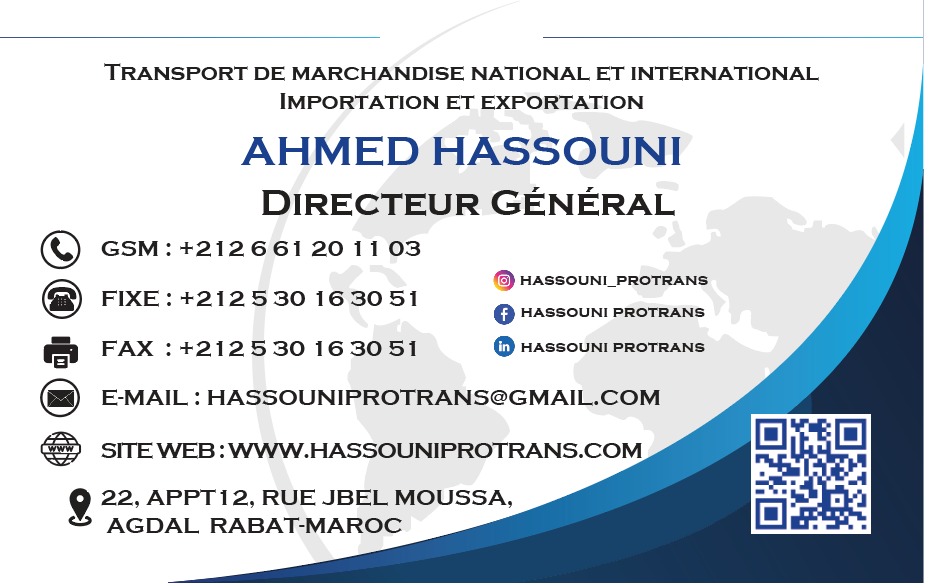 TRANSPORT DE MARCHANDISE NATIONAL ET INTERNATIONAL
IMPORTATION ET EXPORTATION
AHMED HASSOUNI
DIRECTEUR GÉNÉRAL
GSM : +212 6 61 20 11 03
FIXE : +212 5 30 16 30 51
FAX : +212 5 30 16 30 51
E-MAIL : HASSOUNIPROTRANS@GMAIL.COM
WWW
SITE WEB : WWW.HASSOUNIPROTRANS.COM
22, APPT12, RUE JBEL MOUSSA,
AGDAL RABAT-MAROC
HASSOUNI_PROTRANS
f HASSOUNI PROTRANS
in HASSOUNI PROTRANS